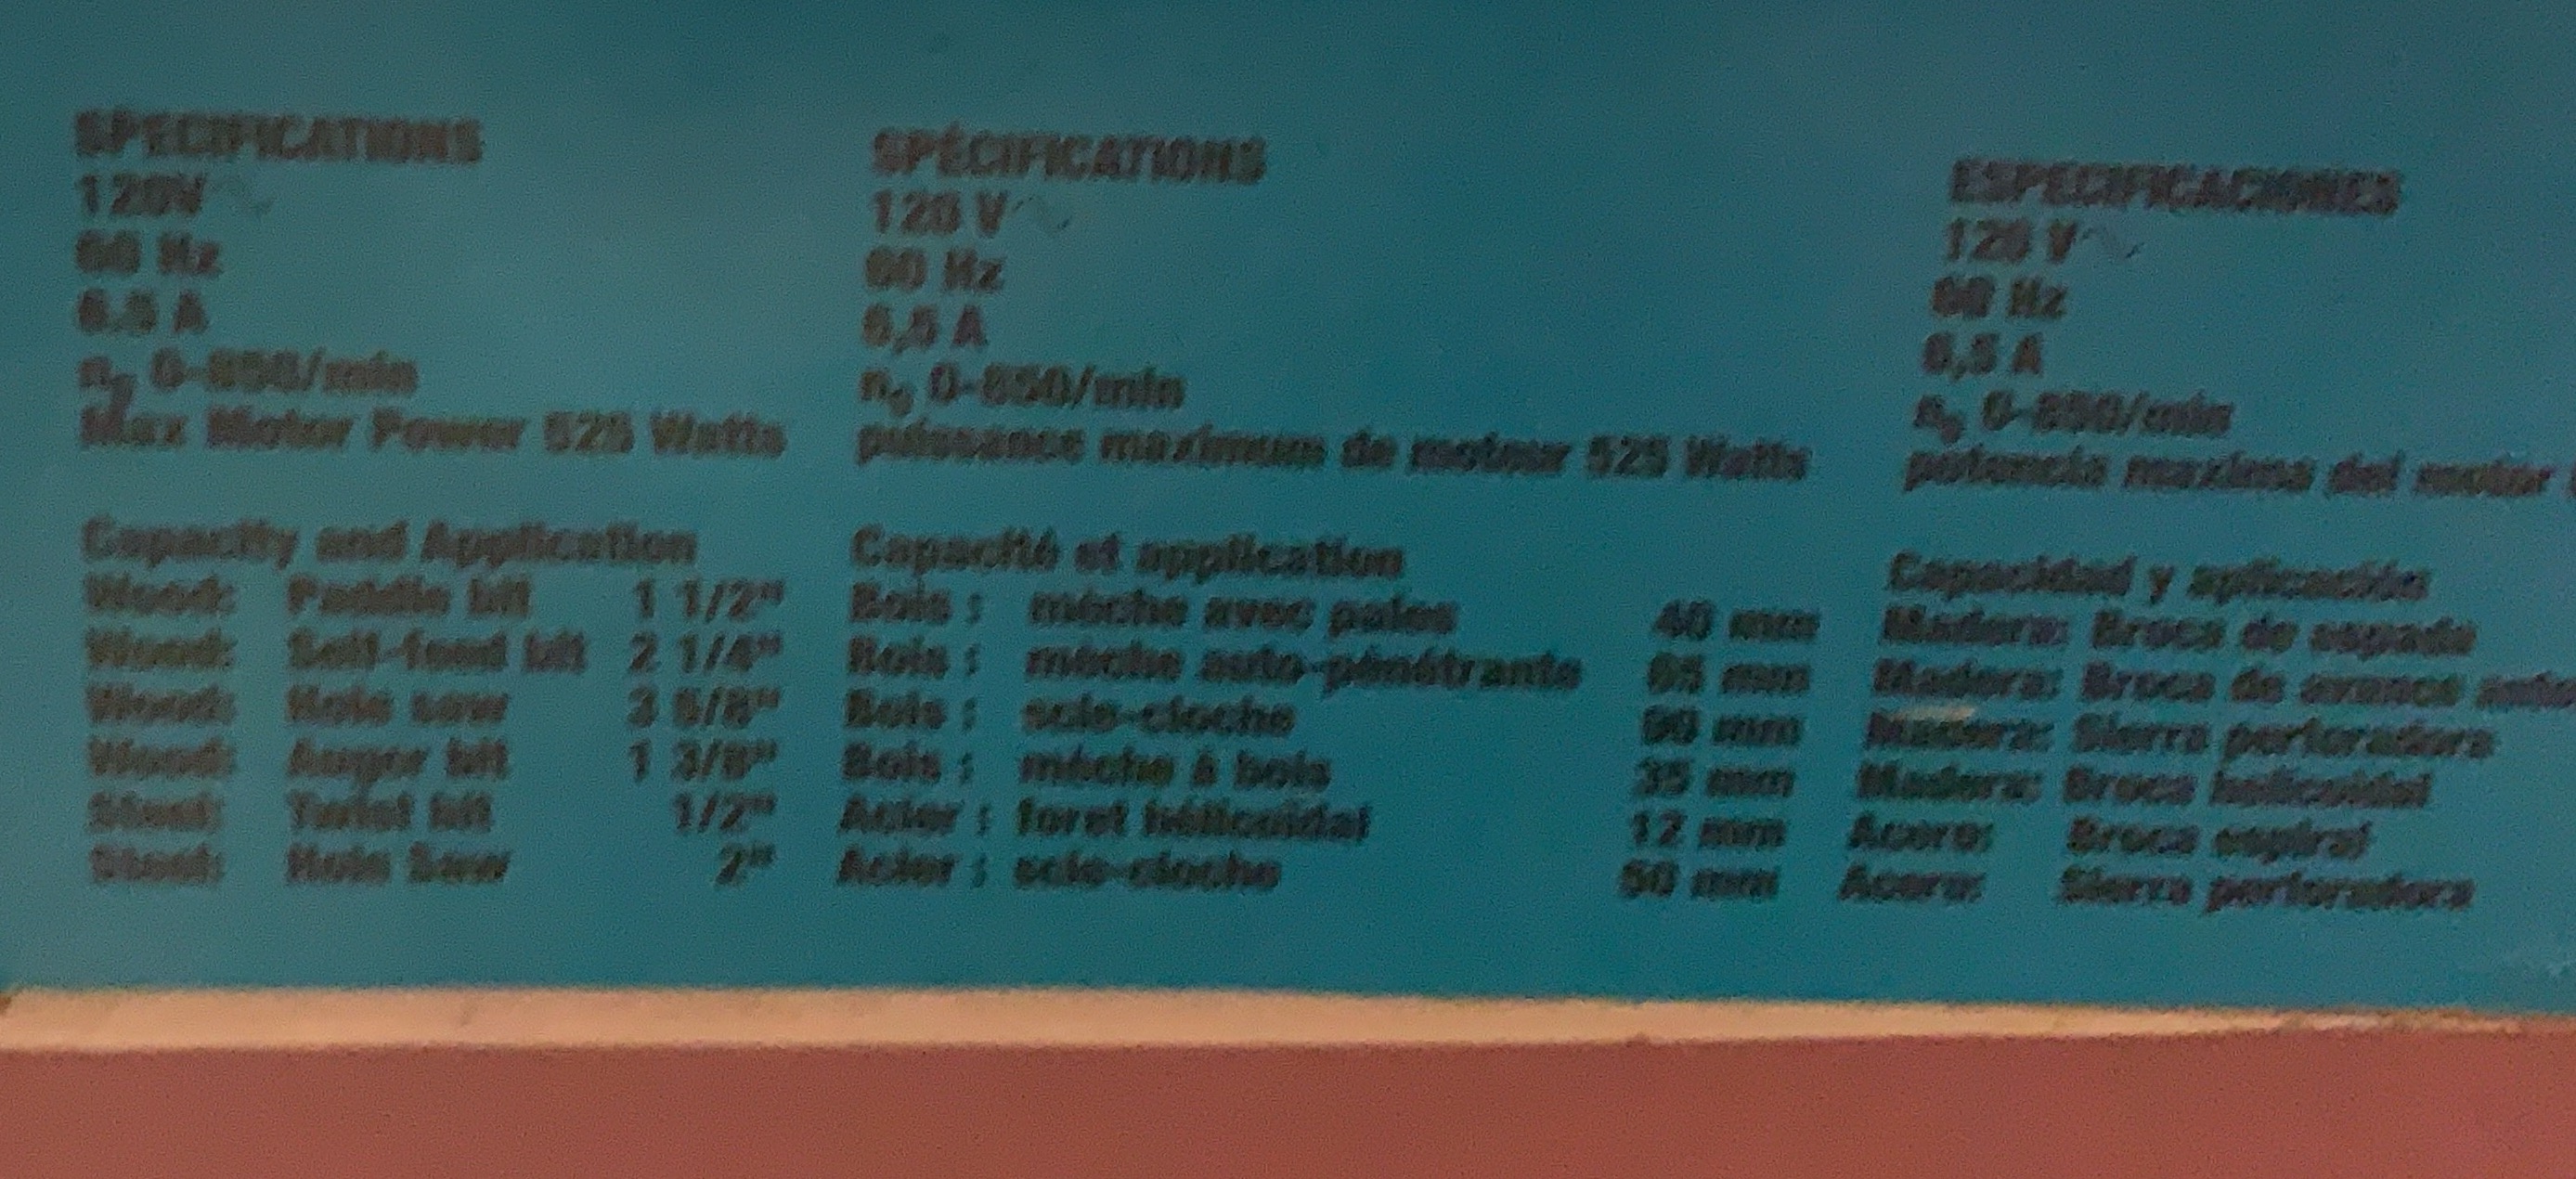 SPECIFICATIONS
120V~
60 Hz
6.5 A
n₀ 0-850/min
Max Motor Power 525 Watts
Capacity and Application
Wood: Paddle bit 1 1/2"
Wood: Self-feed bit 2 1/4"
Wood: Hole saw 3 5/8"
Wood: Auger bit 1 3/8"
Steel: Twist bit 1/2"
Steel: Hole Saw 2"
SPÉCIFICATIONS
120 V~
60 Hz
6,5 A
n₀ 0-850/min
puissance maximum de moteur 525 Watts
Capacité et application
Bois : mèche avec pales 40 mm
Bois : mèche auto-pénétrante 65 mm
Bois : scie-cloche 90 mm
Bois : mèche à bois 35 mm
Acier : foret hélicoïdal 12 mm
Acier : scie-cloche 50 mm
ESPECIFICACIONES
120 V~
60 Hz
6,5 A
n₀ 0-850/min
potencia maxima del motor
Capacidad y aplicación
Madera: Broca de espada
Madera: Broca de avance auto
Madera: Sierra perforadora
Madera: Broca helicoidal
Acero: Broca espiral
Acero: Sierra perforadora